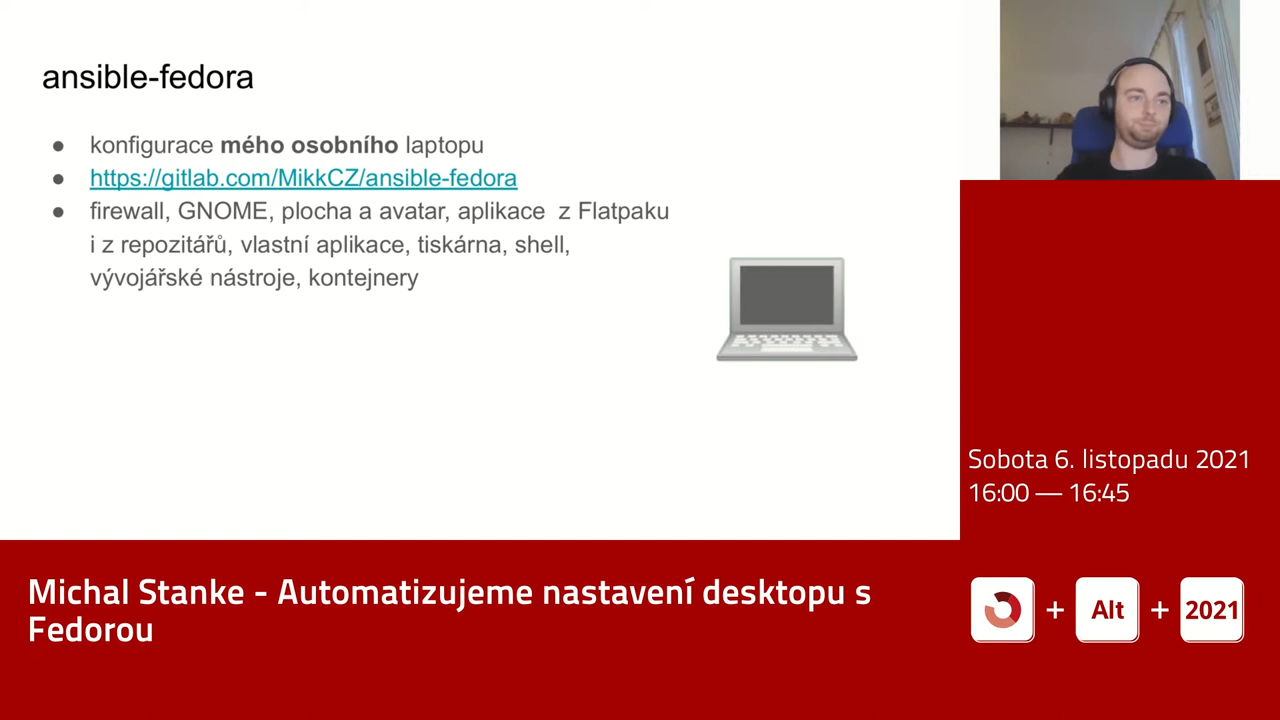 ansible-fedora
● konfigurace mého osobního laptopu
● https://gitlab.com/MikkCZ/ansible-fedora
● firewall, GNOME, plocha a avatar, aplikace z Flatpaku
i z repozitářů, vlastní aplikace, tiskárna, shell,
vývojářské nástroje, kontejnery
Sobota 6. listopadu 2021
16:00 — 16:45
Michal Stanke - Automatizujeme nastavení desktopu s
Fedorou
+ Alt + 2021